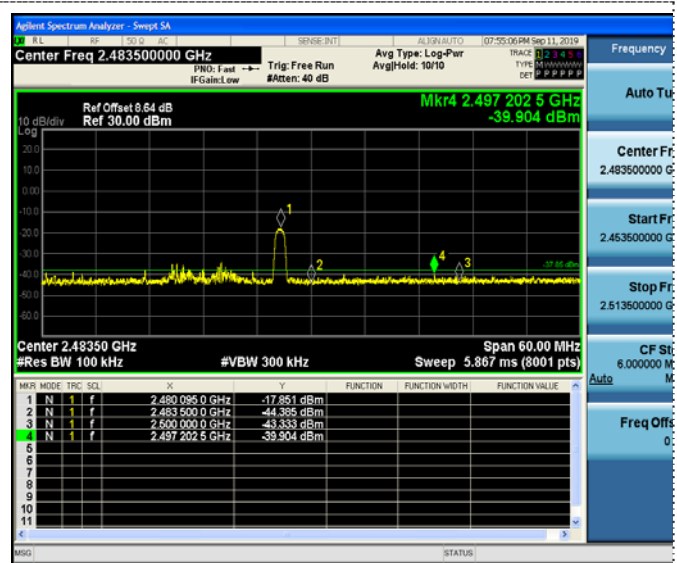 Agilent Spectrum Analyzer - Swept SA
RL RF 50 Ω AC SENSE:INT ALIGNAUTO 07:55:06 PM Sep 11, 2019
Center Freq 2.483500000 GHz
PNO: Fast
IFGain:Low
Trig: Free Run
#Atten: 40 dB
Avg Type: Log-Pwr
Avg|Hold: 10/10
TRACE 1 2 3 4 5 6
TYPE M
DET P P P P P P
Mkr4 2.497 202 5 GHz
-39.904 dBm
Ref Offset 8.64 dB
10 dB/div Ref 30.00 dBm
Log
20.0
10.0
0.00
-10.0
-20.0
-30.0
-40.0
-50.0
-60.0
1
2
3
4
-37.85 dBm
Center 2.48350 GHz Span 60.00 MHz
#Res BW 100 kHz #VBW 300 kHz Sweep 5.867 ms (8001 pts)
MKR MODE TRC SCL X Y FUNCTION FUNCTION WIDTH FUNCTION VALUE
1 N 1 f 2.480 095 0 GHz -17.851 dBm
2 N 1 f 2.483 500 0 GHz -44.385 dBm
3 N 1 f 2.500 000 0 GHz -43.333 dBm
4 N 1 f 2.497 202 5 GHz -39.904 dBm
5
6
7
8
9
10
11
MSG STATUS
Frequency
Auto Tu
Center Fr
2.483500000 G
Start Fr
2.453500000 G
Stop Fr
2.513500000 G
CF St
6.000000 M
Auto M
Freq Offs
0